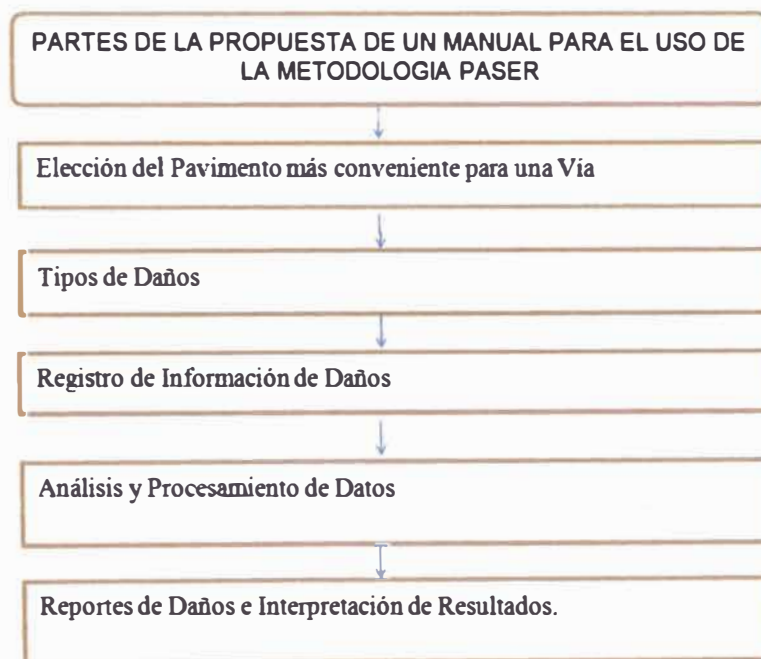 PARTES DE LA PROPUESTA DE UN MANUAL PARA EL USO DE
LA METODOLOGIA PASER
Elección del Pavimento más conveniente para una Via
Tipos de Daños
Registro de Información de Daños
Análisis y Procesamiento de Datos
Reportes de Daños e Interpretación de Resultados.